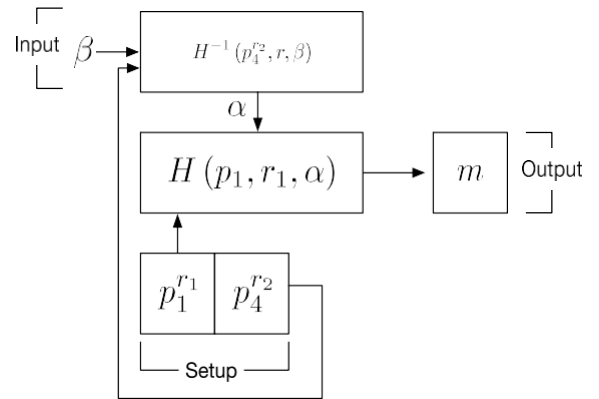 Input
β
H⁻¹ (p₄^{r₂}, r, β)
α
H (p₁, r₁, α)
m
Output
p₁^{r₁} p₄^{r₂}
Setup